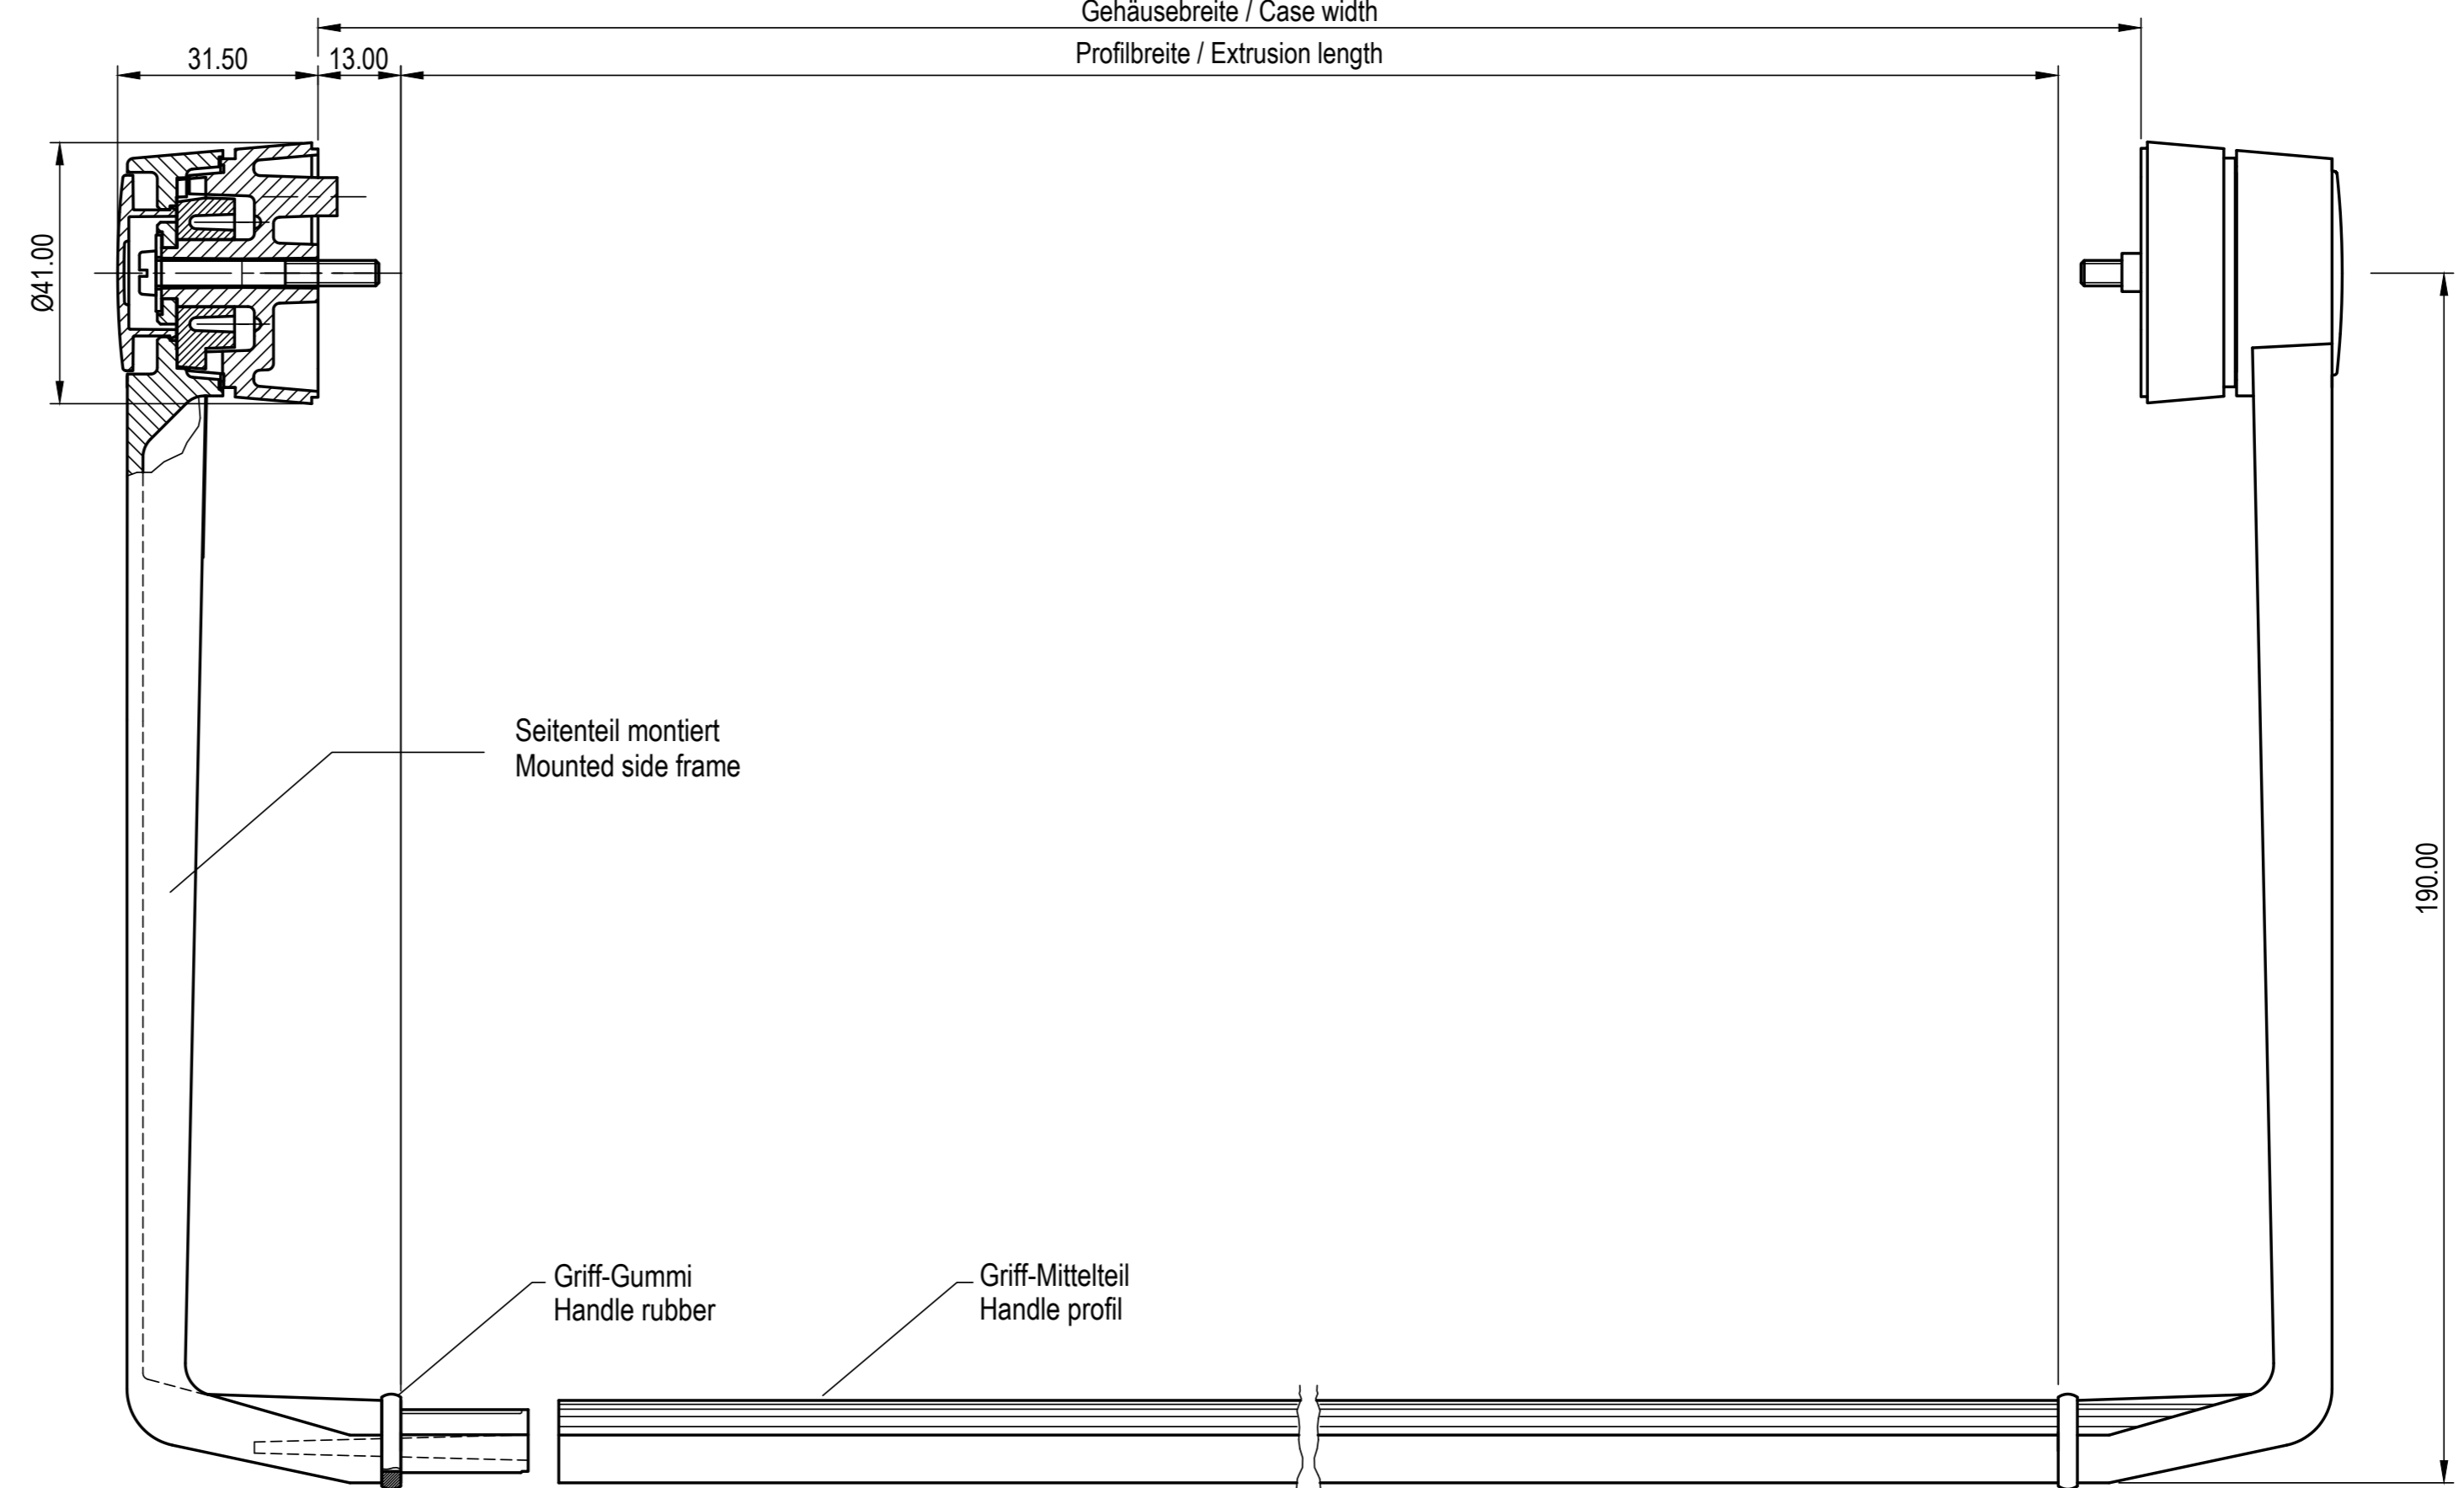 Gehäusebreite / Case width
31.50
13.00
Profilbreite / Extrusion length
Ø41.00
Seitenteil montiert
Mounted side frame
190.00
Griff-Gummi
Handle rubber
Griff-Mittelteil
Handle profil